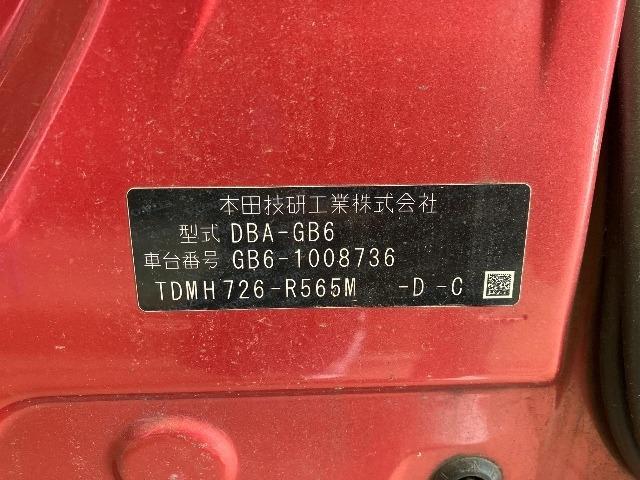 本田技研工業株式会社
型式 DBA-GB6
車台番号 GB6-1008736
TDMH726-R565M -D-C